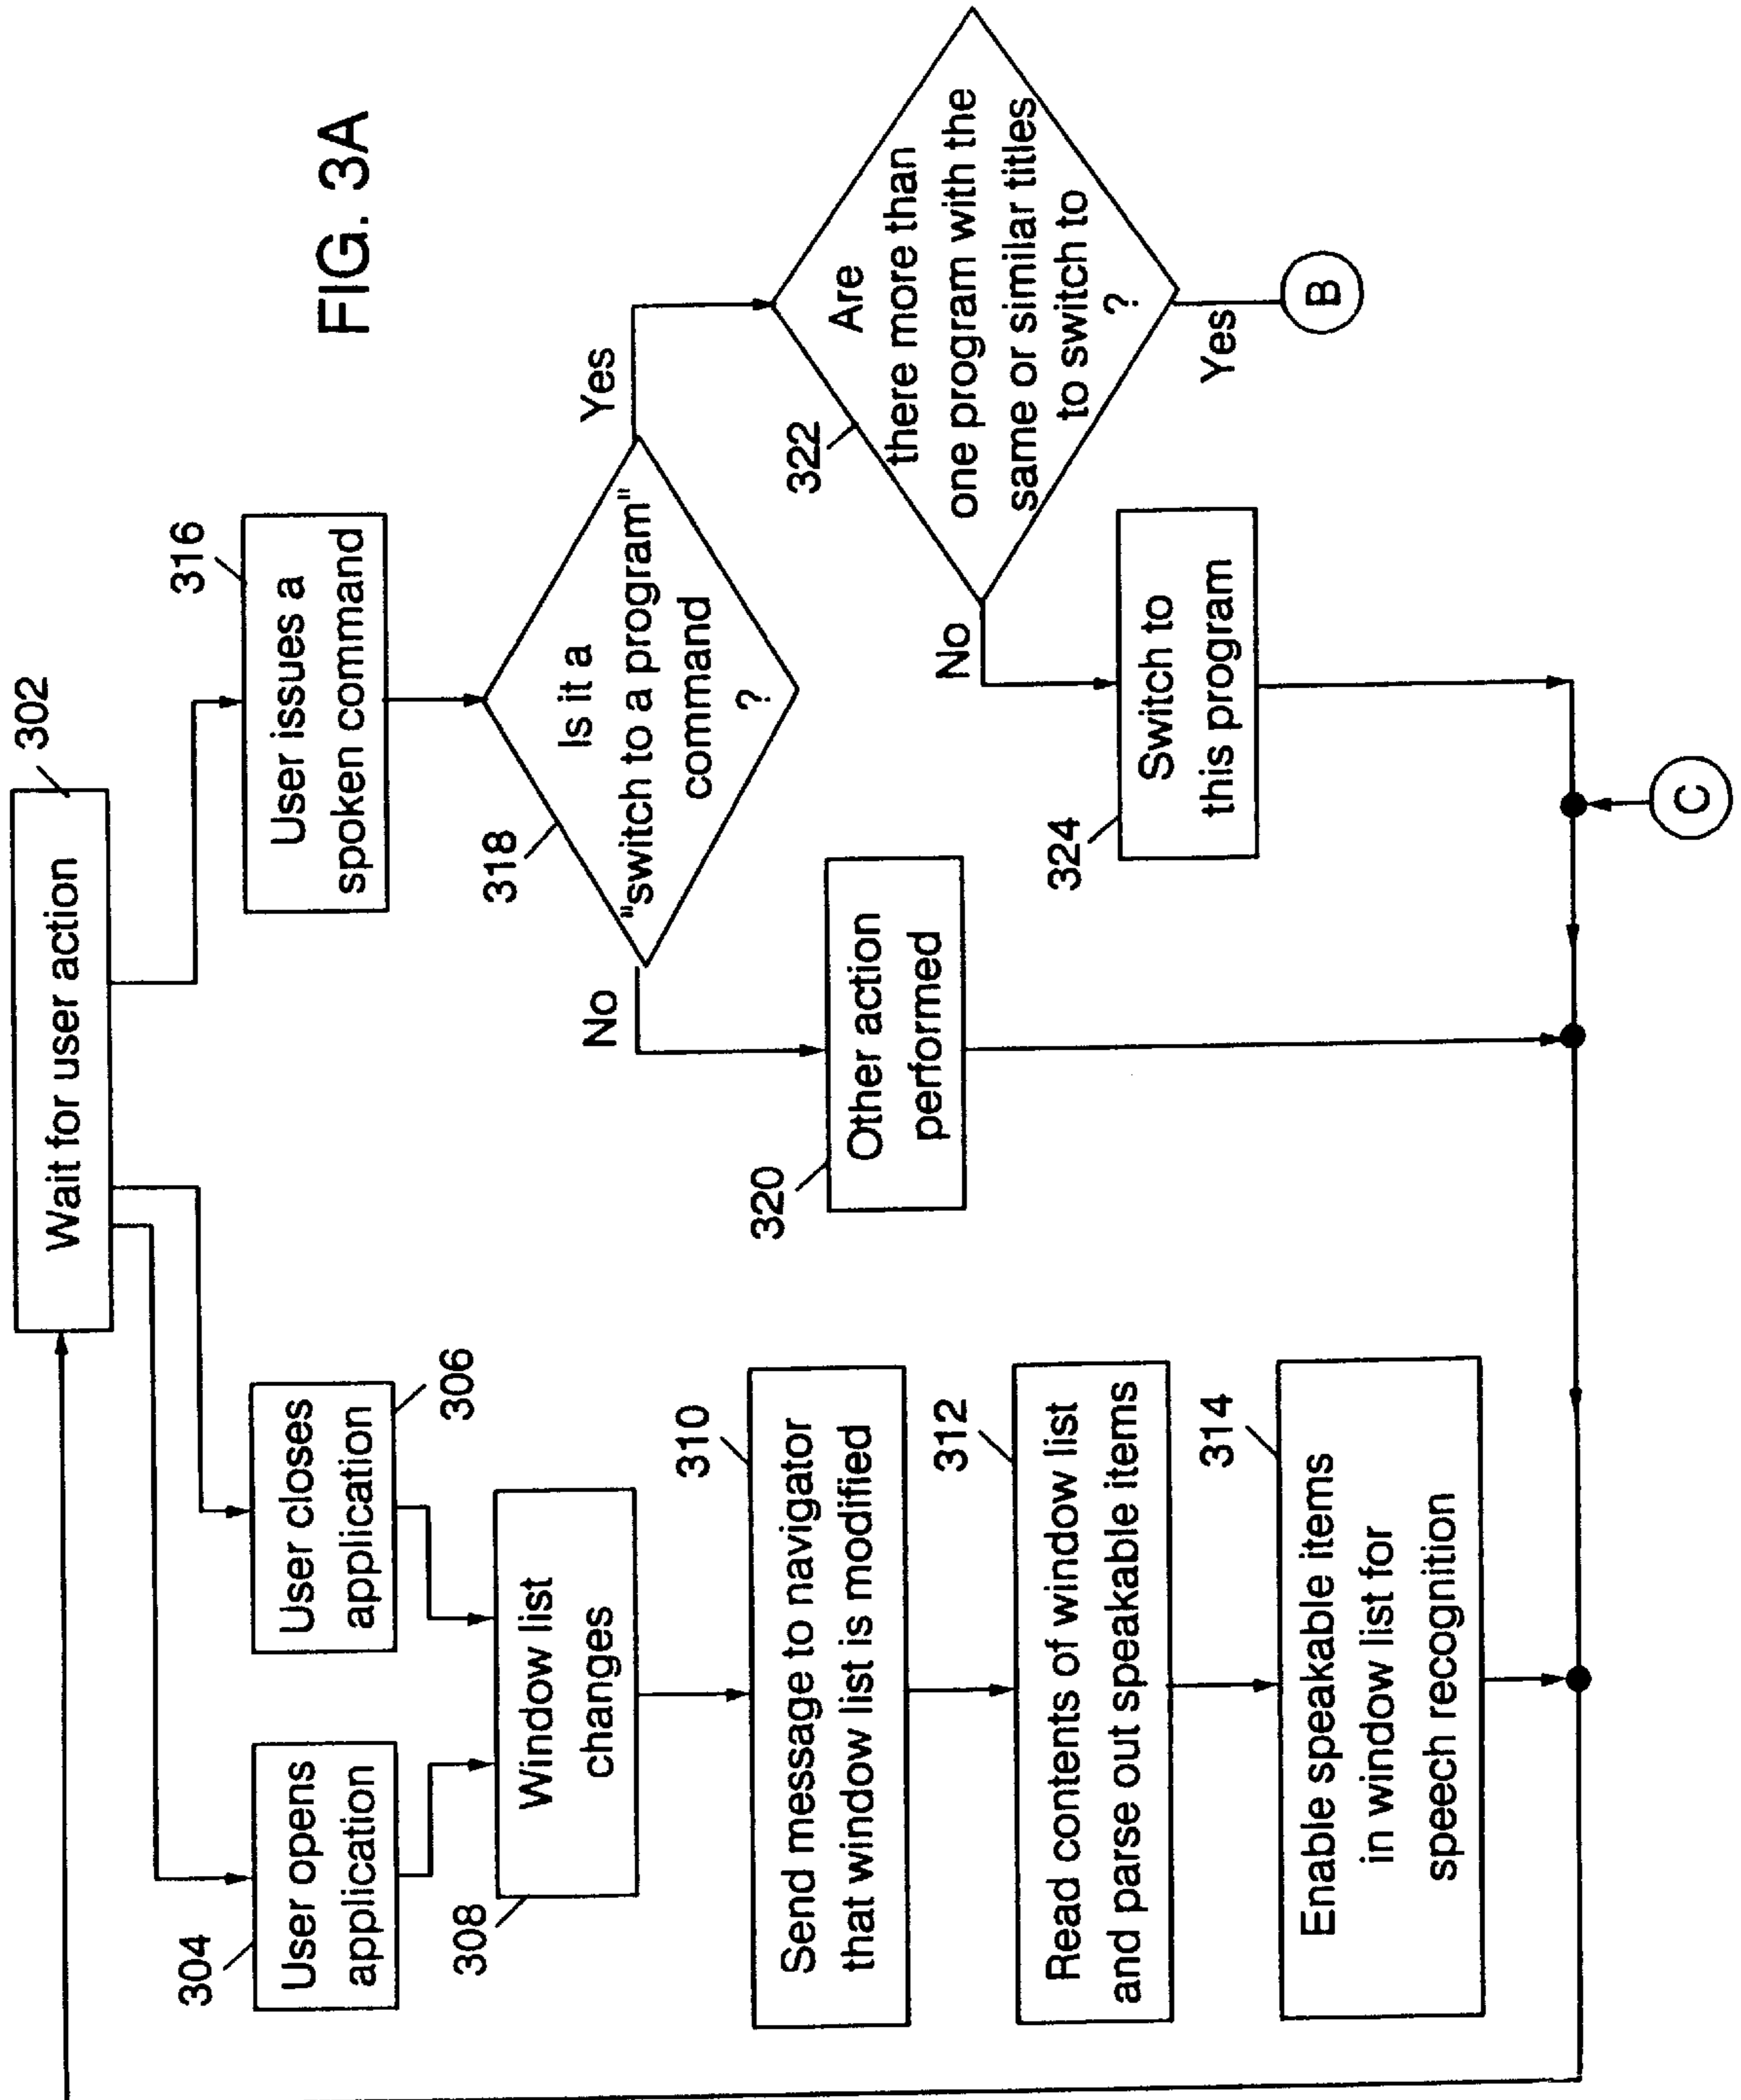 FIG. 3A
302
Wait for user action
304
User opens
application
306
User closes
application
308
Window list
changes
310
Send message to navigator
that window list is modified
312
Read contents of window list
and parse out speakable items
314
Enable speakable items
in window list for
speech recognition
316
User issues a
spoken command
318
Is it a
"switch to a program"
command
?
No
Yes
320
Other action
performed
322
Are
there more than
one program with the
same or similar titles
to switch to
?
No
Yes
324
Switch to
this program
B
C